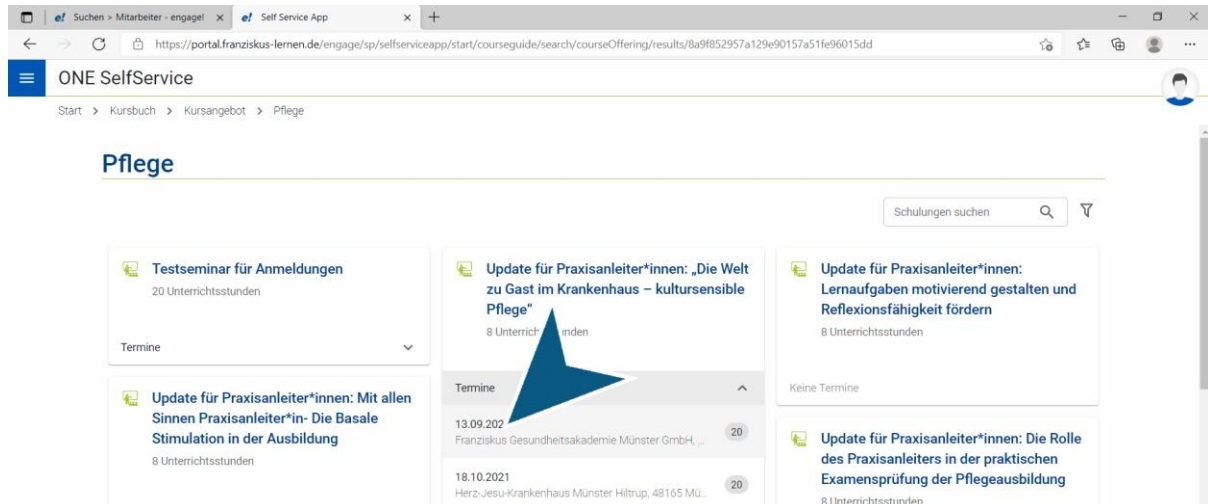 e! Suchen > Mitarbeiter - engage!
e! Self Service App
https://portal.franziskus-lernen.de/engage/sp/selfserviceapp/start/courseguide/search/courseOffering/results/8a9f852957a129e90157a51fe96015dd
ONE SelfService
Start > Kursbuch > Kursangebot > Pflege
Pflege
Schulungen suchen
Testseminar für Anmeldungen
20 Unterrichtsstunden
Termine
Update für Praxisanleiter*innen: „Die Welt
zu Gast im Krankenhaus – kultursensible
Pflege“
8
Termine
13.09.202
Franziskus Gesundheitsakademie Münster GmbH, ...
20
18.10.2021
Herz-Jesu-Krankenhaus Münster Hiltrup, 48165 Mü...
20
Update für Praxisanleiter*innen:
Lernaufgaben motivierend gestalten und
Reflexionsfähigkeit fördern
8 Unterrichtsstunden
Keine Termine
Update für Praxisanleiter*innen: Mit allen
Sinnen Praxisanleiter*in- Die Basale
Stimulation in der Ausbildung
8 Unterrichtsstunden
Update für Praxisanleiter*innen: Die Rolle
des Praxisanleiters in der praktischen
Examensprüfung der Pflegeausbildung
8 Unterrichtsstunden